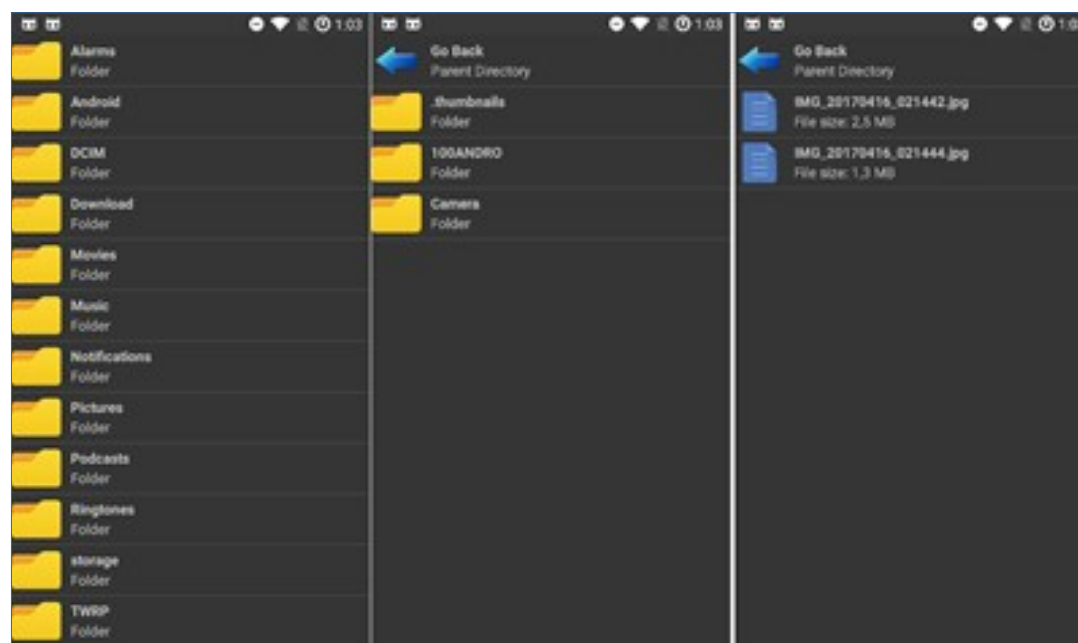 1:03
Alarms
Folder
Android
Folder
DCIM
Folder
Download
Folder
Movies
Folder
Music
Folder
Notifications
Folder
Pictures
Folder
Podcasts
Folder
Ringtones
Folder
storage
Folder
TWRP
Folder
1:03
Go Back
Parent Directory
.thumbnails
Folder
100ANDRO
Folder
Camera
Folder
1:0
Go Back
Parent Directory
IMG_20170416_021442.jpg
File size: 2,5 MB
IMG_20170416_021444.jpg
File size: 1,3 MB